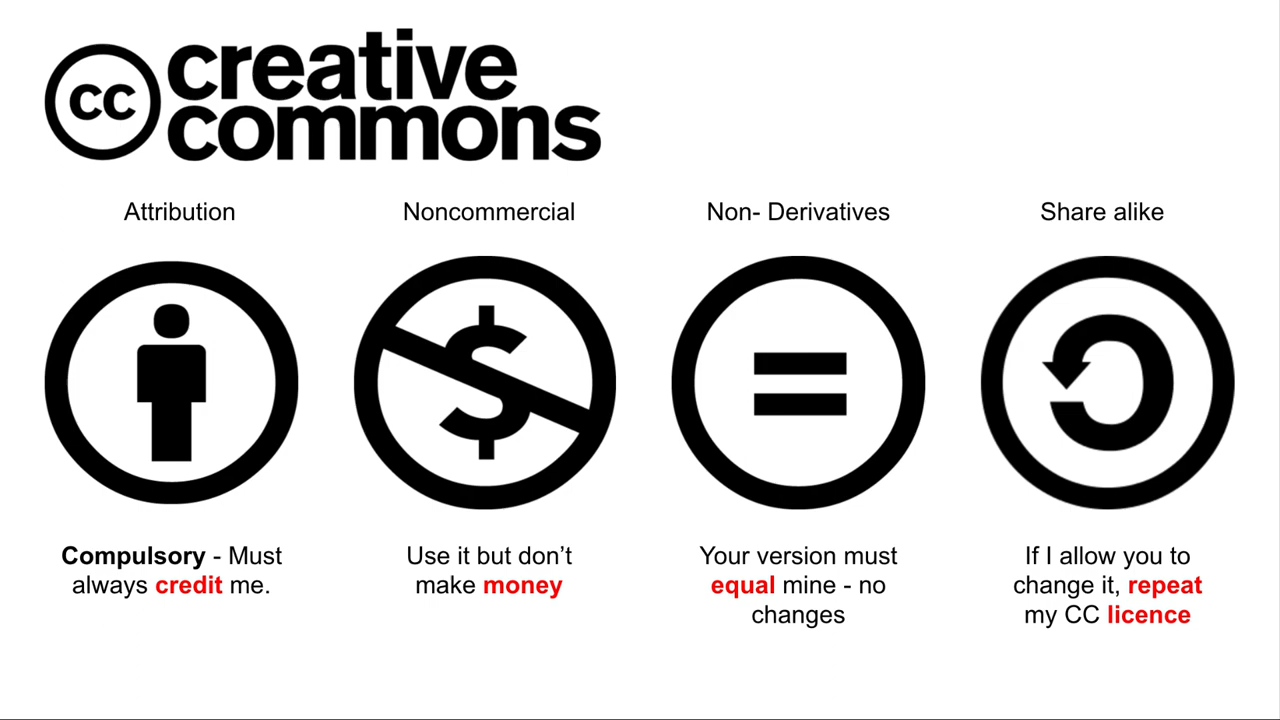 cc creative
commons
Attribution
Noncommercial
Non- Derivatives
Share alike
$
=
Compulsory - Must
always credit me.
Use it but don’t
make money
Your version must
equal mine - no
changes
If I allow you to
change it, repeat
my CC licence